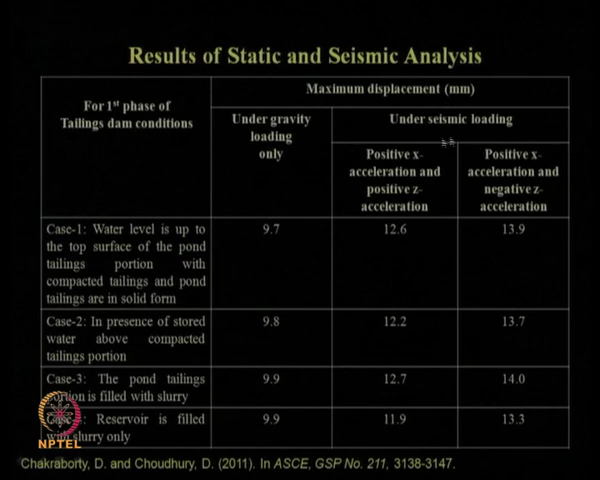 Results of Static and Seismic Analysis
For 1st phase of
Tailings dam conditions
Maximum displacement (mm)
Under gravity
loading
only
Under seismic loading
Positive x-
acceleration and
positive z-
acceleration
Positive x-
acceleration and
negative z-
acceleration
Case-1: Water level is up to
the top surface of the pond
tailings portion with
compacted tailings and pond
tailings are in solid form
9.7
12.6
13.9
Case-2: In presence of stored
water above compacted
tailings portion
9.8
12.2
13.7
Case-3: The pond tailings
portion is filled with slurry
9.9
12.7
14.0
Reservoir is filled
with slurry only
9.9
11.9
13.3
NPTEL
Chakraborty, D. and Choudhury, D. (2011). In ASCE, GSP No. 211, 3138-3147.